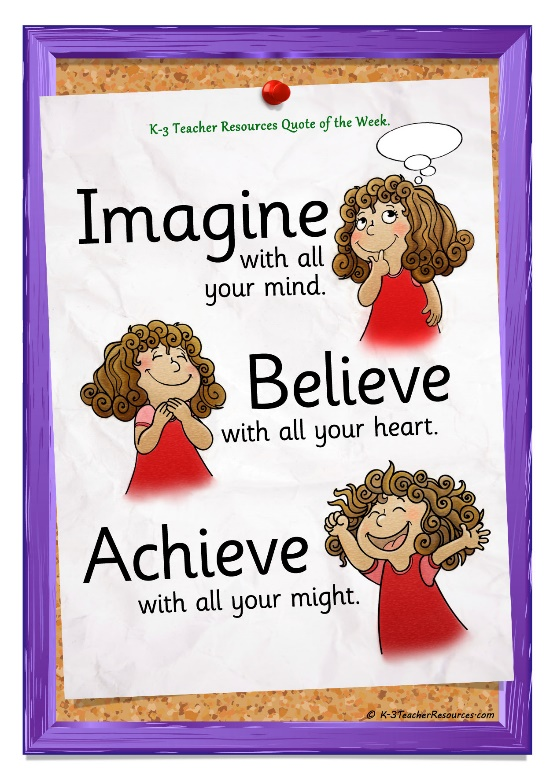 K-3 Teacher Resources Quote of the Week.
Imagine
with all
your mind.
Believe
with all your heart.
Achieve
with all your might.
© K-3TeacherResources.com